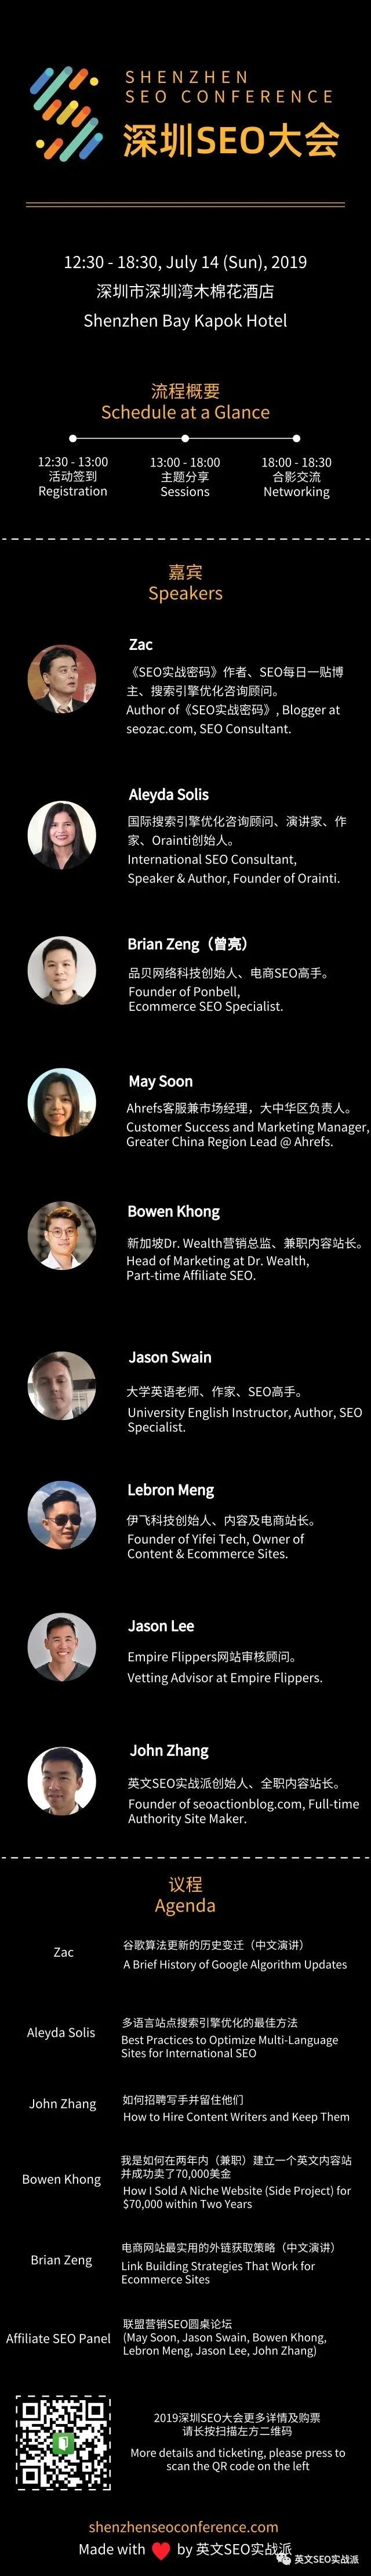 SHENZHEN
SEO CONFERENCE
深圳SEO大会
12:30 - 18:30, July 14 (Sun), 2019
深圳市深圳湾木棉花酒店
Shenzhen Bay Kapok Hotel
流程概要
Schedule at a Glance
12:30 - 13:00
活动签到
Registration
13:00 - 18:00
主题分享
Sessions
18:00 - 18:30
合影交流
Networking
嘉宾
Speakers
Zac
《SEO实战密码》作者、SEO每日一贴博
主、搜索引擎优化咨询顾问。
Author of《SEO实战密码》, Blogger at
seozac.com, SEO Consultant.
Aleyda Solis
国际搜索引擎优化咨询顾问、演讲家、作
家、Orainti创始人。
International SEO Consultant,
Speaker & Author, Founder of Orainti.
Brian Zeng（曾亮）
品贝网络科技创始人、电商SEO高手。
Founder of Ponbell,
Ecommerce SEO Specialist.
May Soon
Ahrefs客服兼市场经理，大中华区负责人。
Customer Success and Marketing Manager,
Greater China Region Lead @ Ahrefs.
Bowen Khong
新加坡Dr. Wealth营销总监、兼职内容站长。
Head of Marketing at Dr. Wealth,
Part-time Affiliate SEO.
Jason Swain
大学英语老师、作家、SEO高手。
University English Instructor, Author, SEO
Specialist.
Lebron Meng
伊飞科技创始人、内容及电商站长。
Founder of Yifei Tech, Owner of
Content & Ecommerce Sites.
Jason Lee
Empire Flippers网站审核顾问。
Vetting Advisor at Empire Flippers.
John Zhang
英文SEO实战派创始人、全职内容站长。
Founder of seoactionblog.com, Full-time
Authority Site Maker.
议程
Agenda
Zac
谷歌算法更新的历史变迁（中文演讲）
A Brief History of Google Algorithm Updates
Aleyda Solis
多语言站点搜索引擎优化的最佳方法
Best Practices to Optimize Multi-Language
Sites for International SEO
John Zhang
如何招聘写手并留住他们
How to Hire Content Writers and Keep Them
Bowen Khong
我是如何在两年内（兼职）建立一个英文内容站
并成功卖了70,000美金
How I Sold A Niche Website (Side Project) for
$70,000 within Two Years
Brian Zeng
电商网站最实用的外链获取策略（中文演讲）
Link Building Strategies That Work for
Ecommerce Sites
Affiliate SEO Panel
联盟营销SEO圆桌论坛
(May Soon, Jason Swain, Bowen Khong,
Lebron Meng, Jason Lee, John Zhang)
2019深圳SEO大会更多详情及购票
请长按扫描左方二维码
More details and ticketing, please press to
scan the QR code on the left
shenzhenseoconference.com
Made with ❤ by 英文SEO实战派
英文SEO实战派